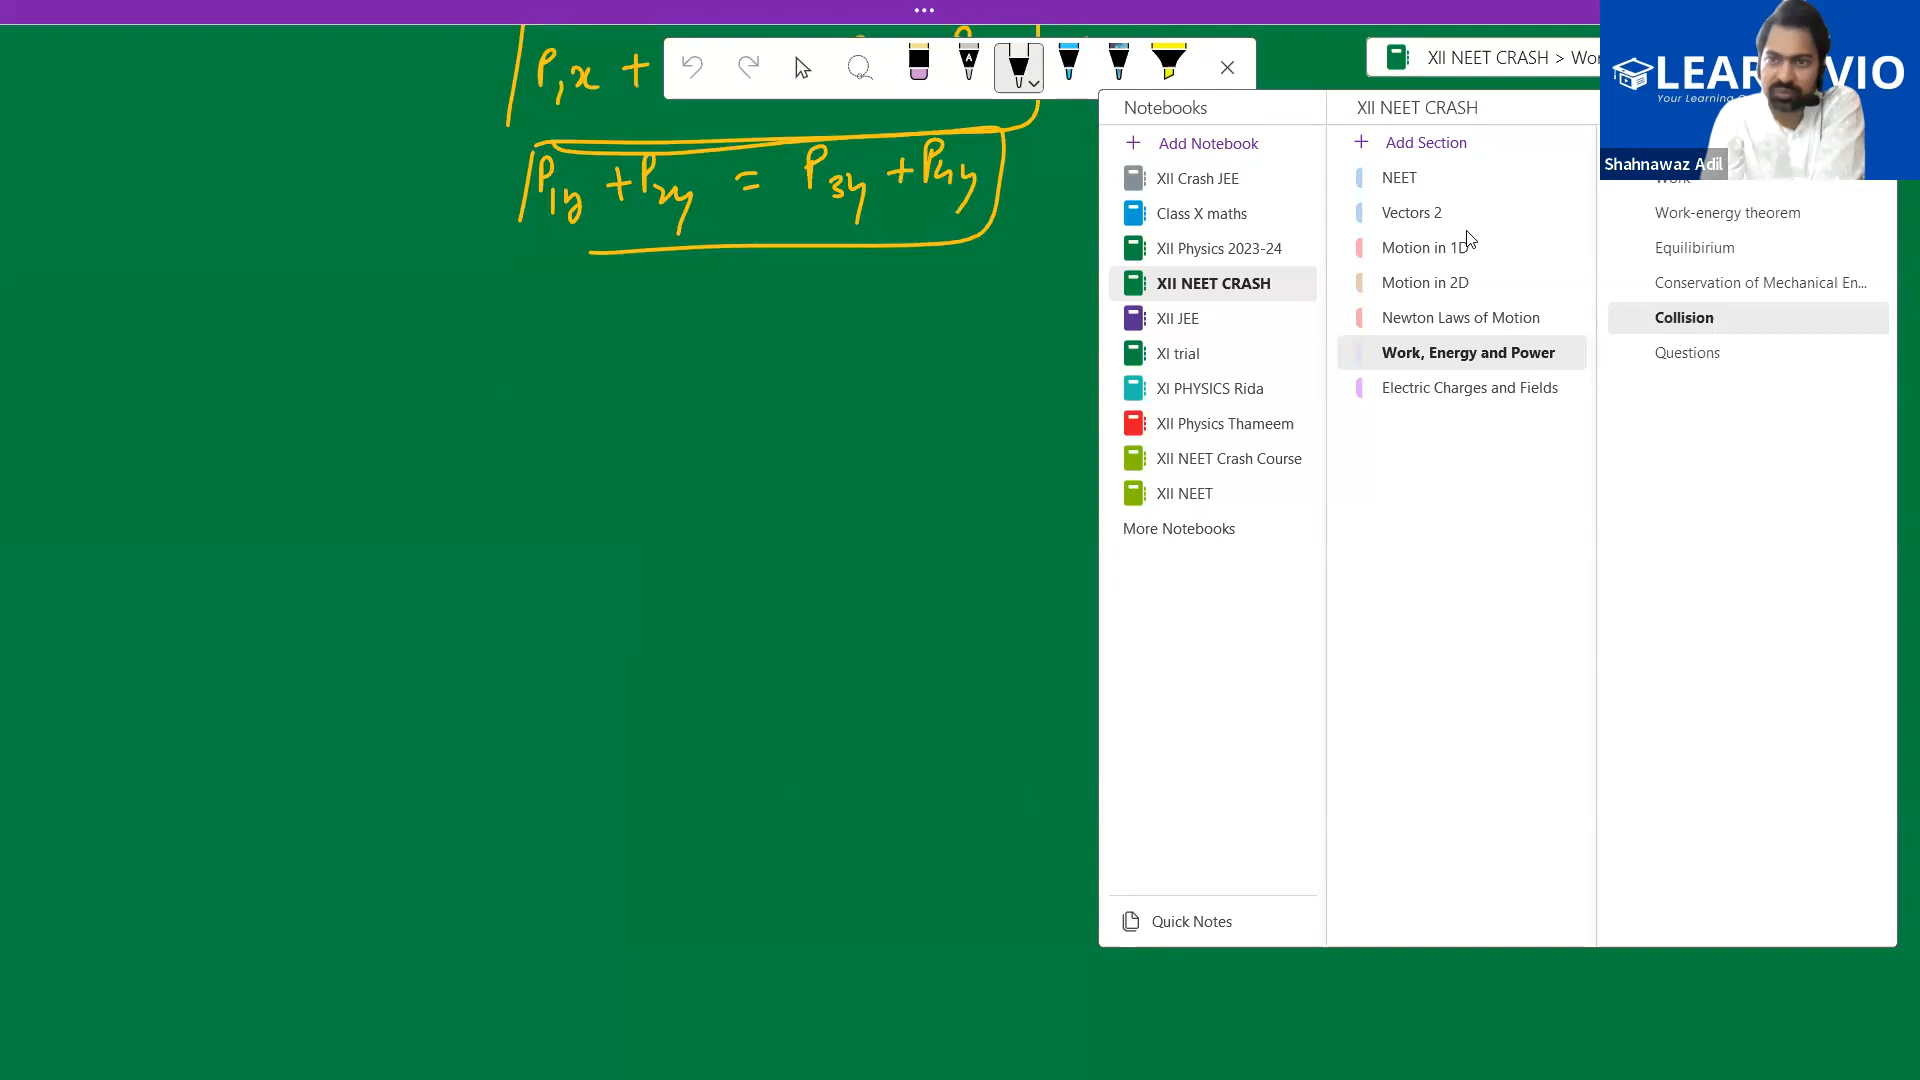 P₁x +
P₁y + P₂y = P₃y + P₄y
XII NEET CRASH > Wor
LEAR VIO
Your Learning
Shahnawaz Adil
Notebooks
Add Notebook
XII Crash JEE
Class X maths
XII Physics 2023-24
XII NEET CRASH
XII JEE
XI trial
XI PHYSICS Rida
XII Physics Thameem
XII NEET Crash Course
XII NEET
More Notebooks
Quick Notes
XII NEET CRASH
Add Section
NEET
Vectors 2
Motion in 1D
Motion in 2D
Newton Laws of Motion
Work, Energy and Power
Electric Charges and Fields
Work
Work-energy theorem
Equilibirium
Conservation of Mechanical En...
Collision
Questions